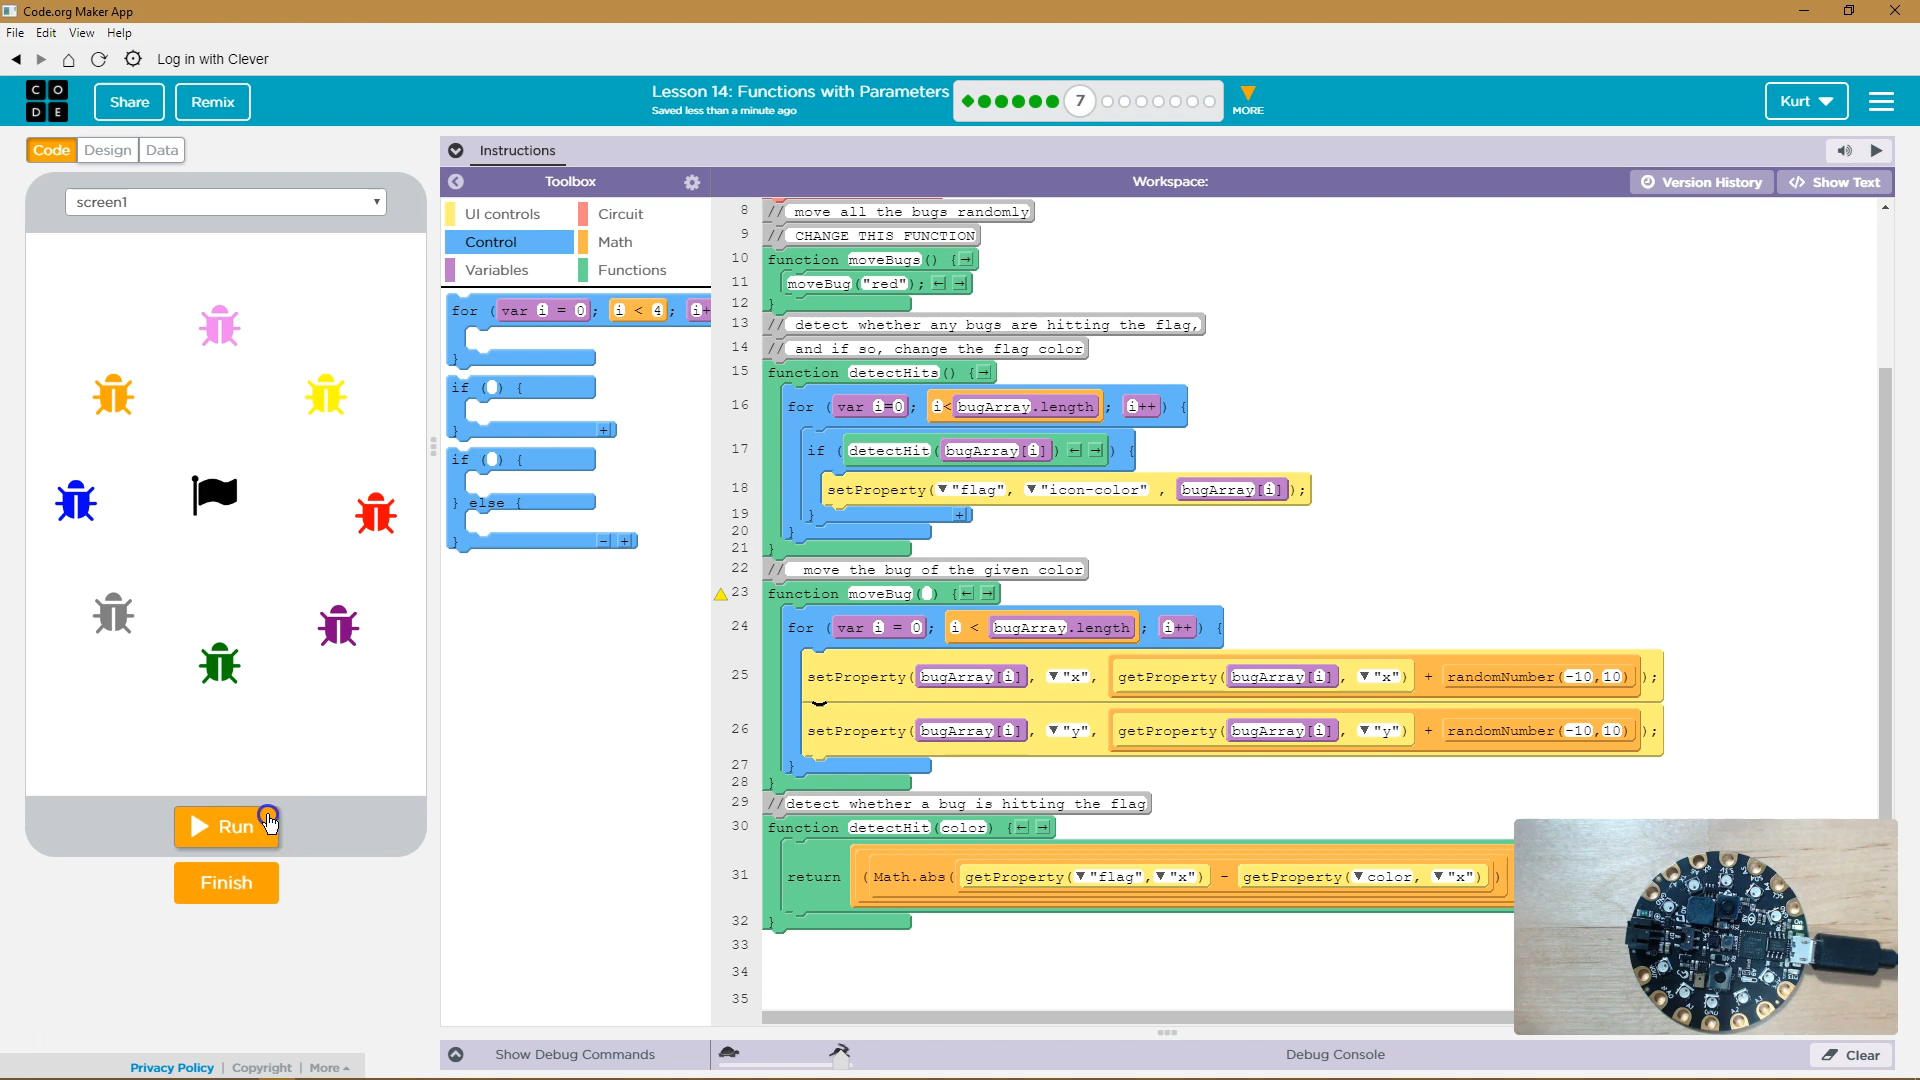 Code.org Maker App
File Edit View Help
Log in with Clever
C O D E
Share
Remix
Lesson 14: Functions with Parameters
Saved less than a minute ago
7
MORE
Kurt
Code Design Data
Instructions
screen1
Toolbox
Workspace:
Version History
Show Text
UI controls
Circuit
Control
Math
Variables
Functions
for (var i = 0; i < 4; i+
}
if ( ) {
}
if ( ) {
} else {
}
8 // move all the bugs randomly
9 // CHANGE THIS FUNCTION
10 function moveBugs() {
11 moveBug("red");
12 }
13 // detect whether any bugs are hitting the flag,
14 // and if so, change the flag color
15 function detectHits() {
16 for (var i=0; i<bugArray.length; i++) {
17 if (detectHit(bugArray[i])) {
18 setProperty("flag", "icon-color" , bugArray[i]);
19 }
20 }
21 }
22 // move the bug of the given color
23 function moveBug( ) {
24 for (var i = 0; i < bugArray.length; i++) {
25 setProperty(bugArray[i], "x", getProperty(bugArray[i], "x") + randomNumber(-10,10));
26 setProperty(bugArray[i], "y", getProperty(bugArray[i], "y") + randomNumber(-10,10));
27 }
28 }
29 //detect whether a bug is hitting the flag
30 function detectHit(color) {
31 return (Math.abs(getProperty("flag","x") - getProperty(color, "x"))
32 }
33
34
35
Run
Finish
Show Debug Commands
Debug Console
Clear
Privacy Policy | Copyright | More